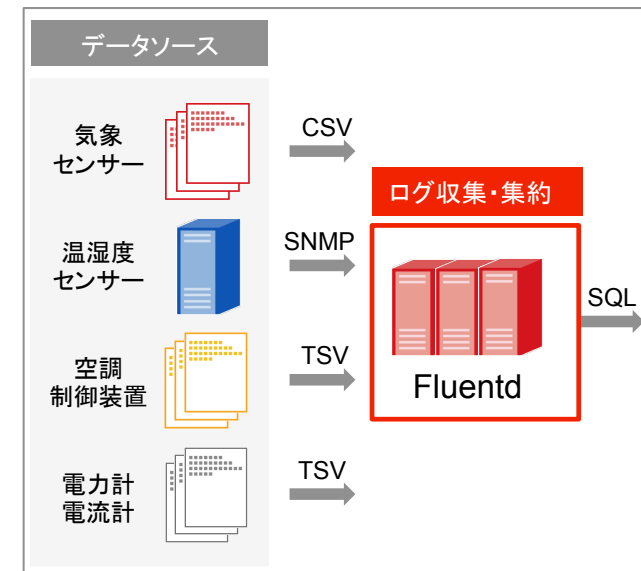 データソース
気象
センサー
CSV
ログ収集・集約
温湿度
センサー
SNMP
SQL
空調
制御装置
TSV
Fluentd
電力計
電流計
TSV